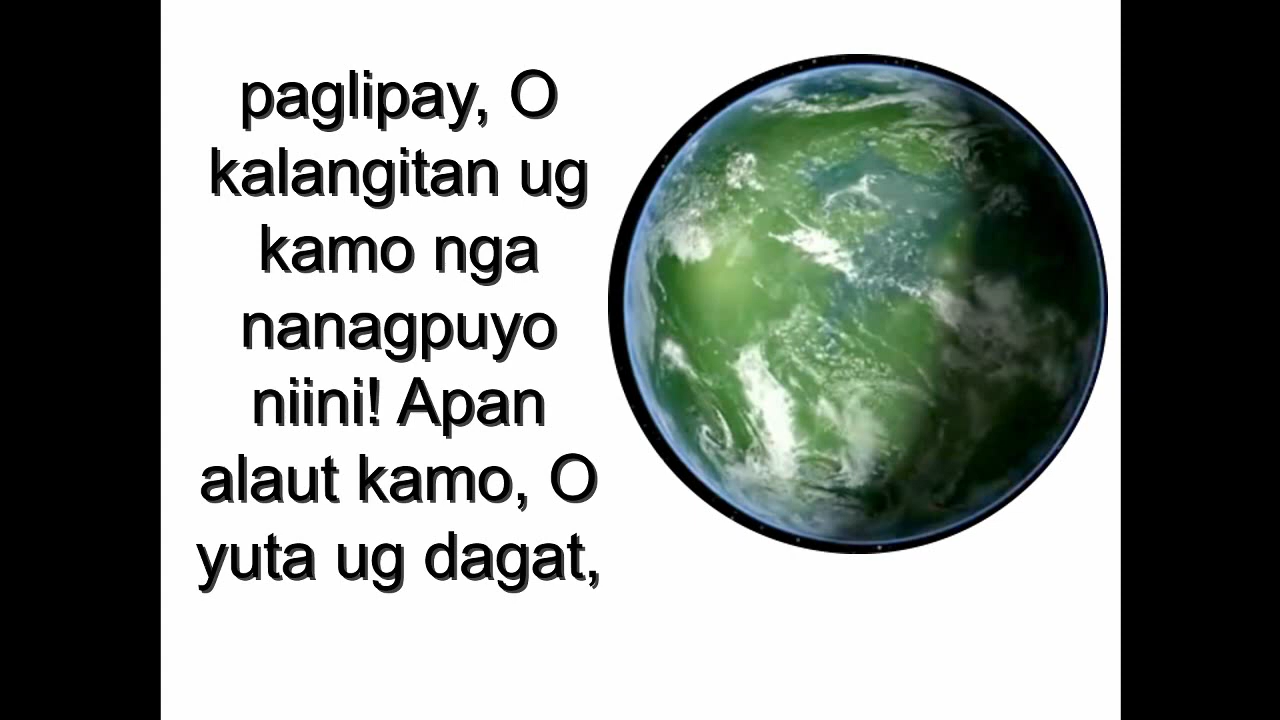 paglipay, O
kalangitan ug
kamo nga
nanagpuyo
niini! Apan
alaut kamo, O
yuta ug dagat,